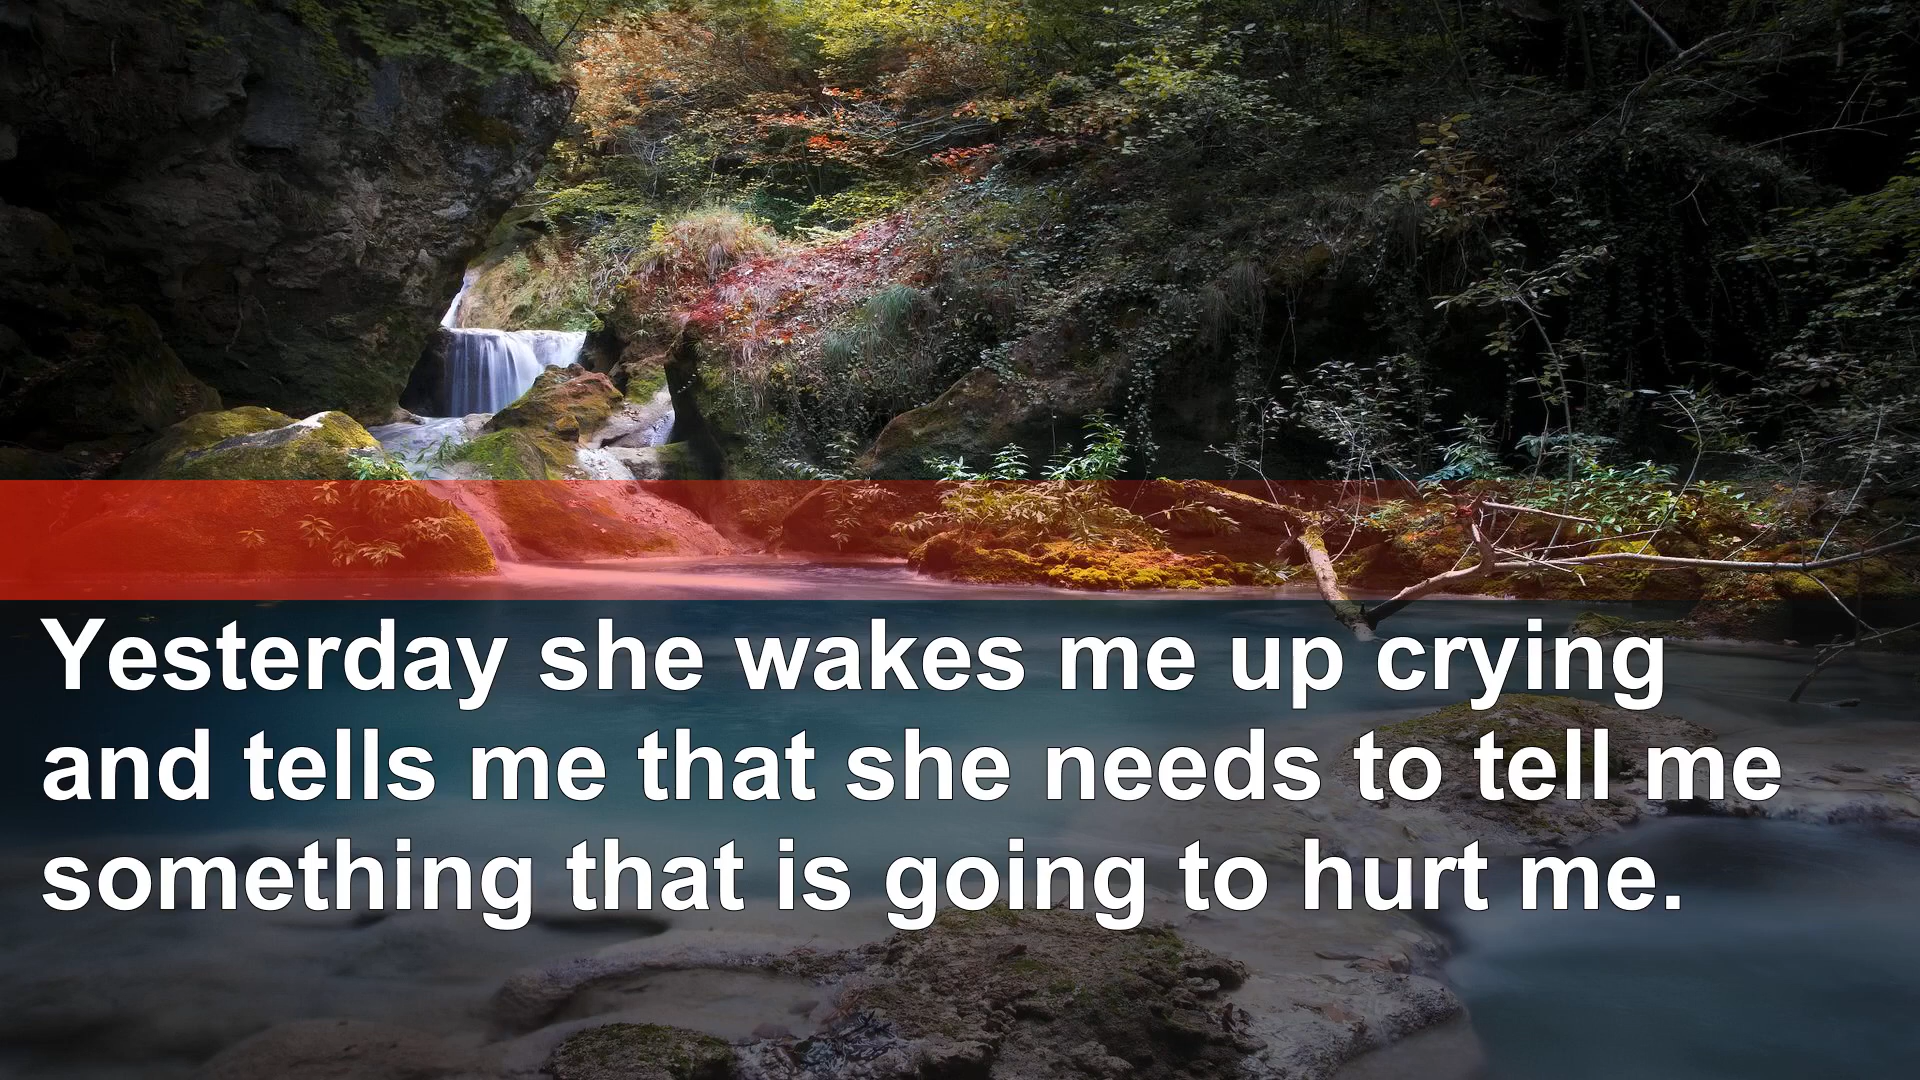 Yesterday she wakes me up crying
and tells me that she needs to tell me
something that is going to hurt me.